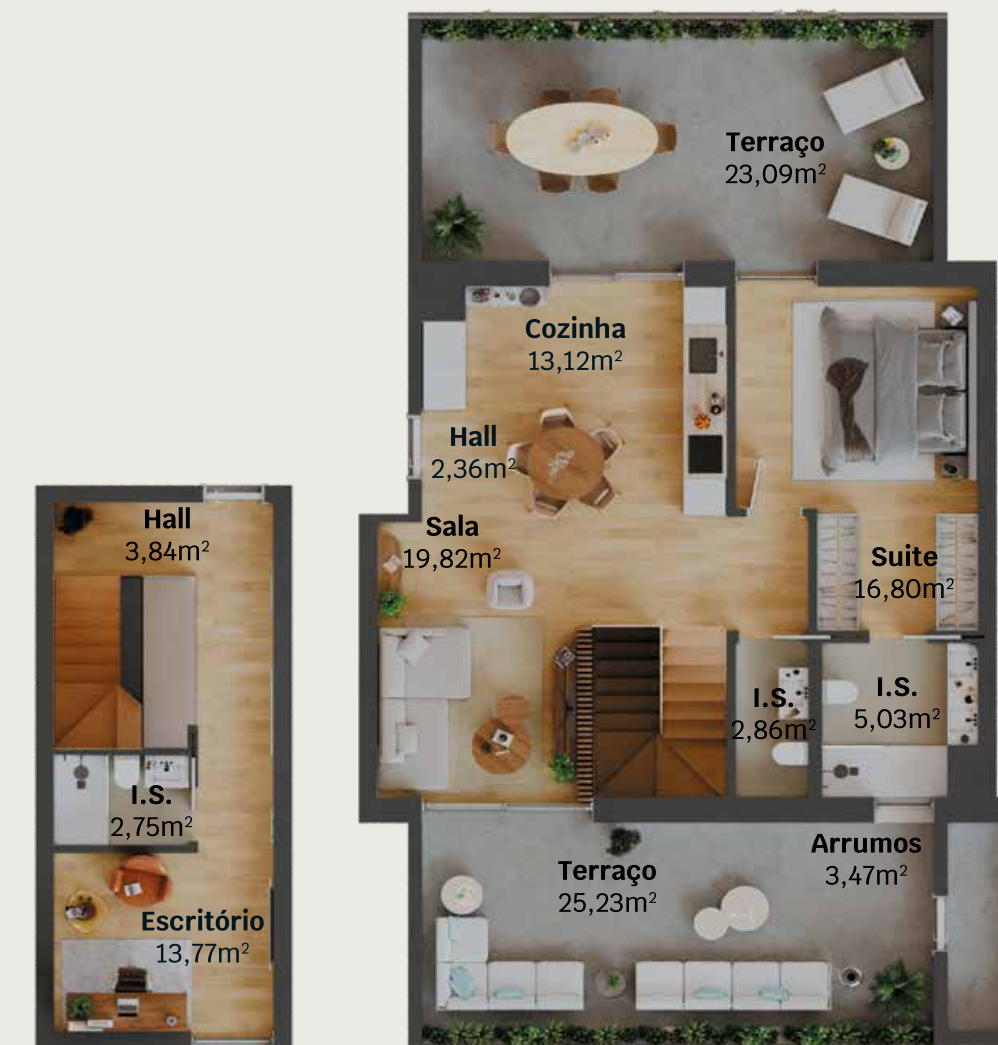 Terraço
23,09m²
Cozinha
13,12m²
Hall
2,36m²
Sala
19,82m²
Suite
16,80m²
I.S.
2,86m²
I.S.
5,03m²
Terraço
25,23m²
Arrumos
3,47m²
Hall
3,84m²
I.S.
2,75m²
Escritório
13,77m²